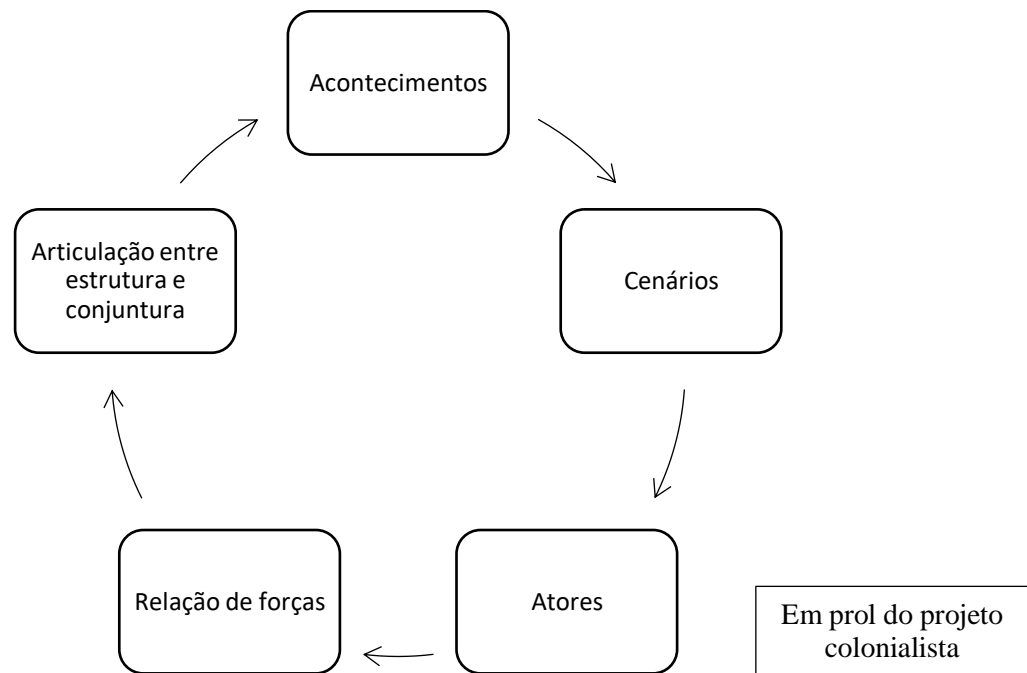 Acontecimentos
Cenários
Atores
Relação de forças
Articulação entre
estrutura e
conjuntura
Em prol do projeto
colonialista